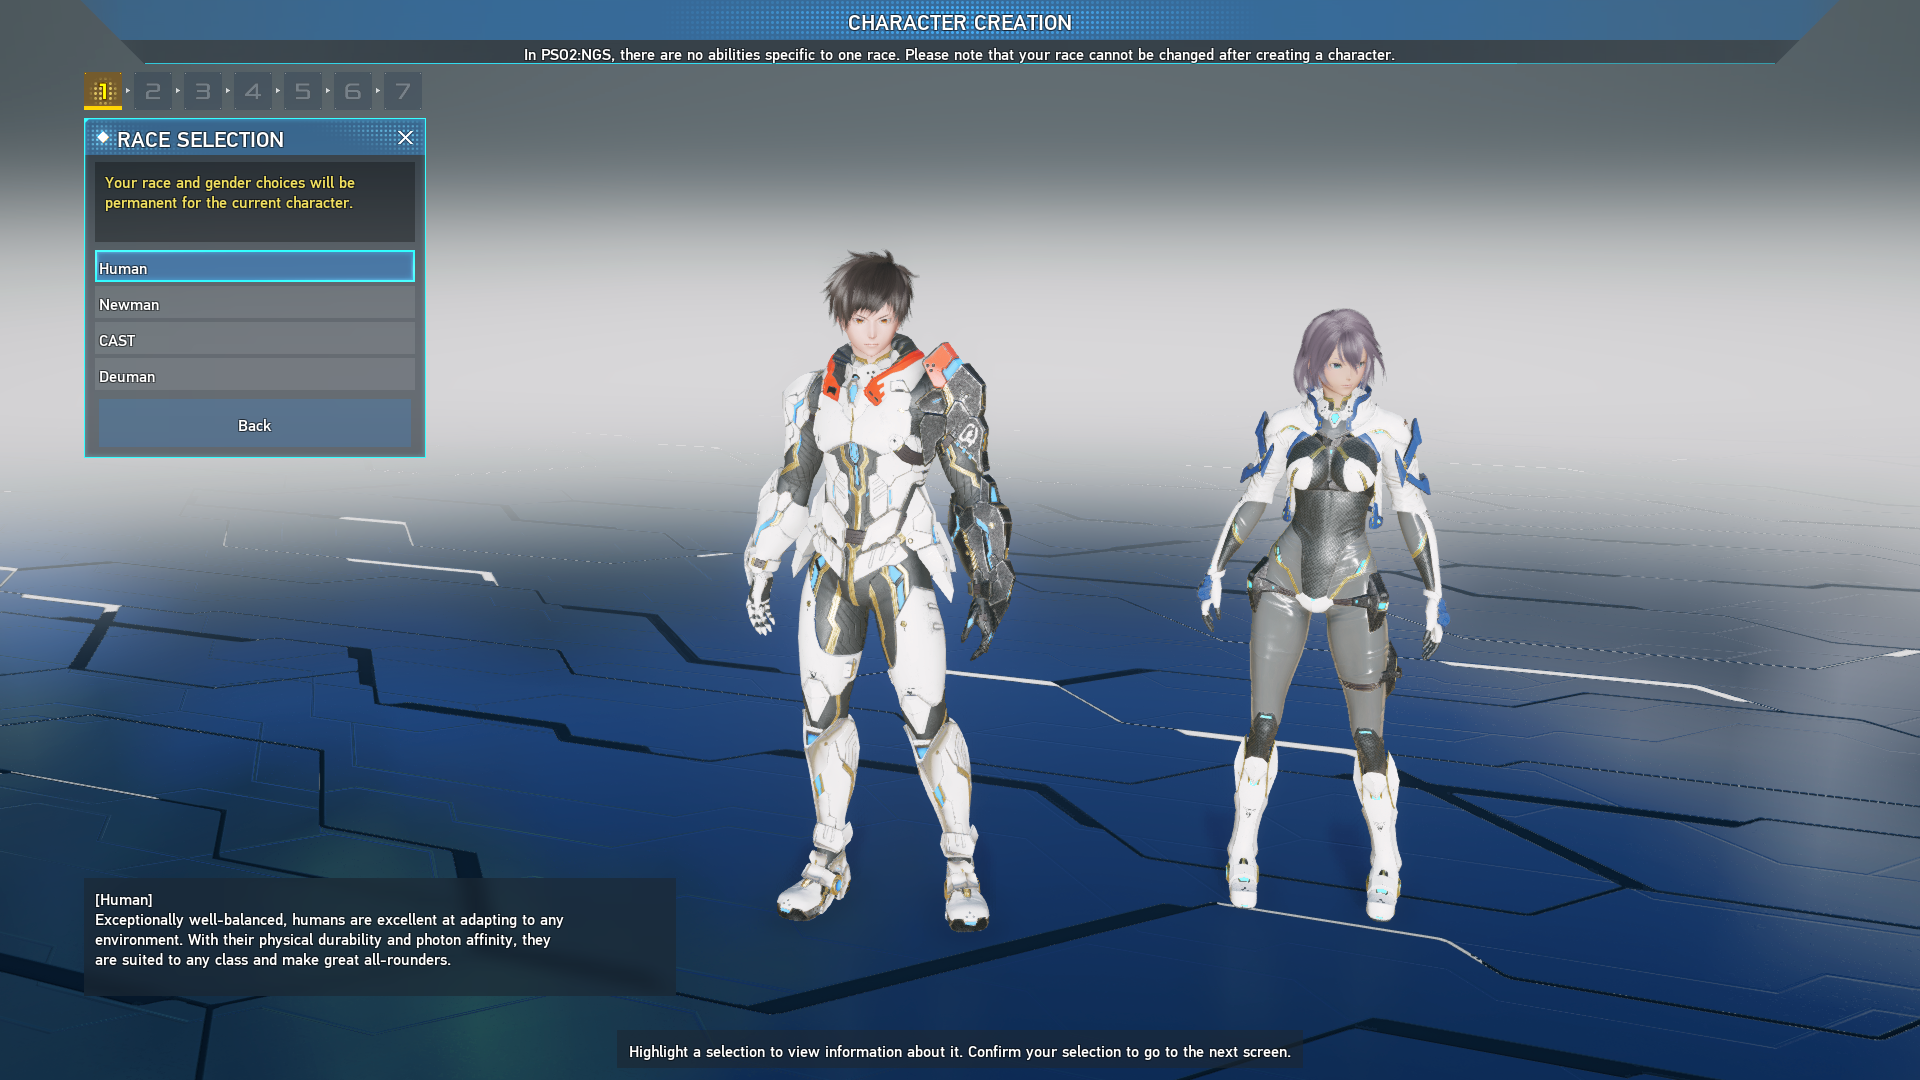 CHARACTER CREATION
In PSO2:NGS, there are no abilities specific to one race. Please note that your race cannot be changed after creating a character.
1 2 3 4 5 6 7
RACE SELECTION
Your race and gender choices will be
permanent for the current character.
Human
Newman
CAST
Deuman
Back
[Human]
Exceptionally well-balanced, humans are excellent at adapting to any
environment. With their physical durability and photon affinity, they
are suited to any class and make great all-rounders.
Highlight a selection to view information about it. Confirm your selection to go to the next screen.